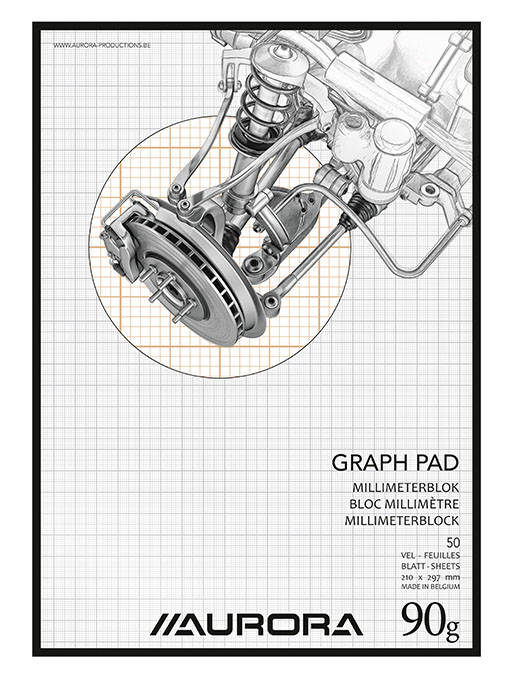 WWW.AURORA-PRODUCTIONS.BE
GRAPH PAD
MILLIMETERBLOK
BLOC MILLIMÈTRE
MILLIMETERBLOCK
50
VEL - FEUILLES
BLATT - SHEETS
210 x 297 mm
MADE IN BELGIUM
//AURORA
90g